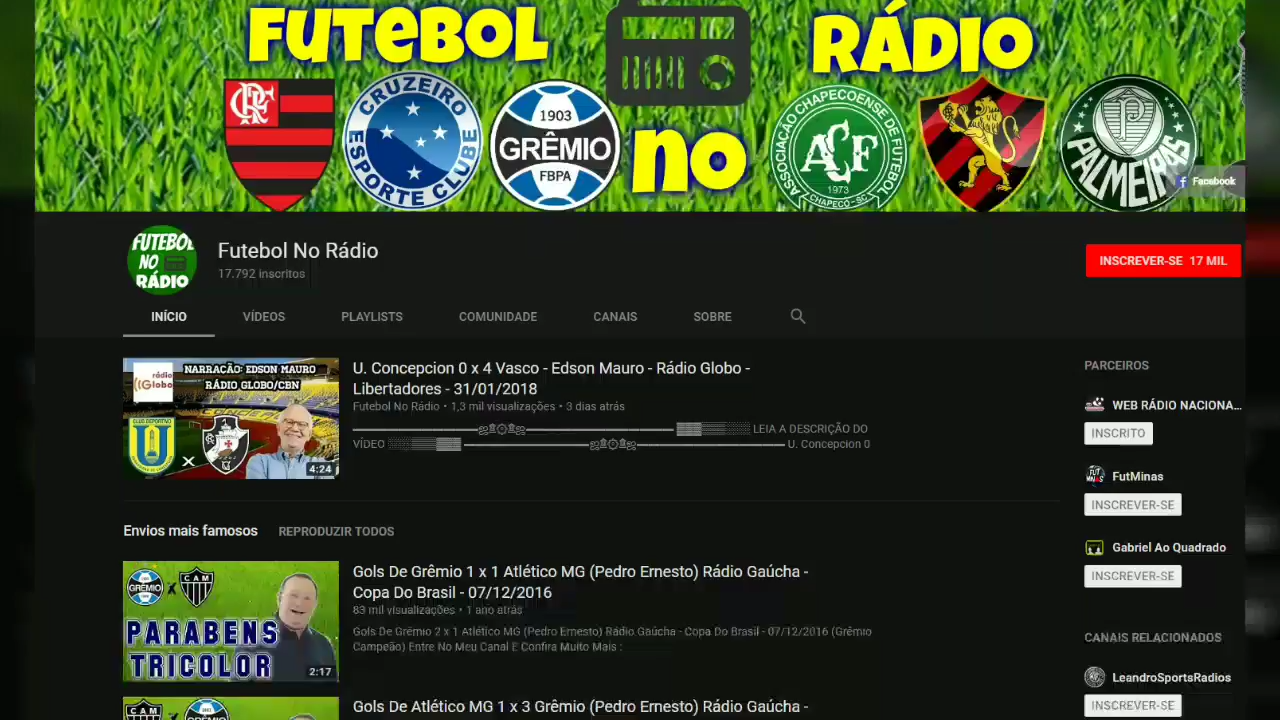 FUTEBOL
NO
RÁDIO
CRUZEIRO
ESPORTE CLUBE
1903
GRÊMIO
FBPA
ASSOCIAÇÃO CHAPECOENSE DE FUTEBOL
ACF
1973
CHAPECÓ - SC
PALMEIRAS
Facebook
FUTEBOL
NO
RÁDIO
Futebol No Rádio
17.792 inscritos
INSCREVER-SE 17 MIL
INÍCIO
VÍDEOS
PLAYLISTS
COMUNIDADE
CANAIS
SOBRE
rádio
Globo
NARRAÇÃO: EDSON MAURO
RÁDIO GLOBO/CBN
x
4:24
U. Concepcion 0 x 4 Vasco - Edson Mauro - Rádio Globo -
Libertadores - 31/01/2018
Futebol No Rádio • 1,3 mil visualizações • 3 dias atrás
LEIA A DESCRIÇÃO DO
VÍDEO
U. Concepcion 0
PARCEIROS
WEB RÁDIO NACIONA...
INSCRITO
FutMinas
INSCREVER-SE
Gabriel Ao Quadrado
INSCREVER-SE
Envios mais famosos
REPRODUZIR TODOS
GRÊMIO
X
CAM
PARABENS
TRICOLOR
2:17
Gols De Grêmio 1 x 1 Atlético MG (Pedro Ernesto) Rádio Gaúcha -
Copa Do Brasil - 07/12/2016
83 mil visualizações • 1 ano atrás
Gols De Grêmio 2 x 1 Atlético MG (Pedro Ernesto) Rádio Gaúcha - Copa Do Brasil - 07/12/2016 (Grêmio
Campeão) Entre No Meu Canal E Confira Muito Mais :
CANAIS RELACIONADOS
LeandroSportsRadios
INSCREVER-SE
CAM
Gols De Atlético MG 1 x 3 Grêmio (Pedro Ernesto) Rádio Gaúcha -